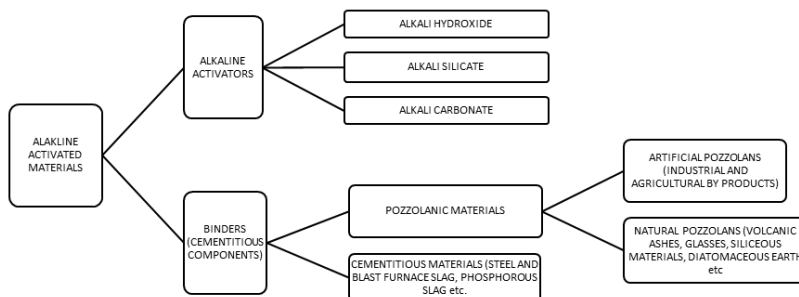 ALKALI HYDROXIDE
ALKALINE
ACTIVATORS
ALKALI SILICATE
ALKALI CARBONATE
ALAKLINE
ACTIVATED
MATERIALS
ARTIFICIAL POZZOLANS
(INDUSTRIAL AND
AGRICULTURAL BY PRODUCTS)
BINDERS
(CEMENTITIOUS
COMPONENTS)
POZZOLANIC MATERIALS
NATURAL POZZOLANS (VOLCANIC
ASHES, GLASSES, SILICEOUS
MATERIALS, DIATOMACEOUS EARTH
etc
CEMENTITIOUS MATERIALS (STEEL AND
BLAST FURNACE SLAG, PHOSPHOROUS
SLAG etc.